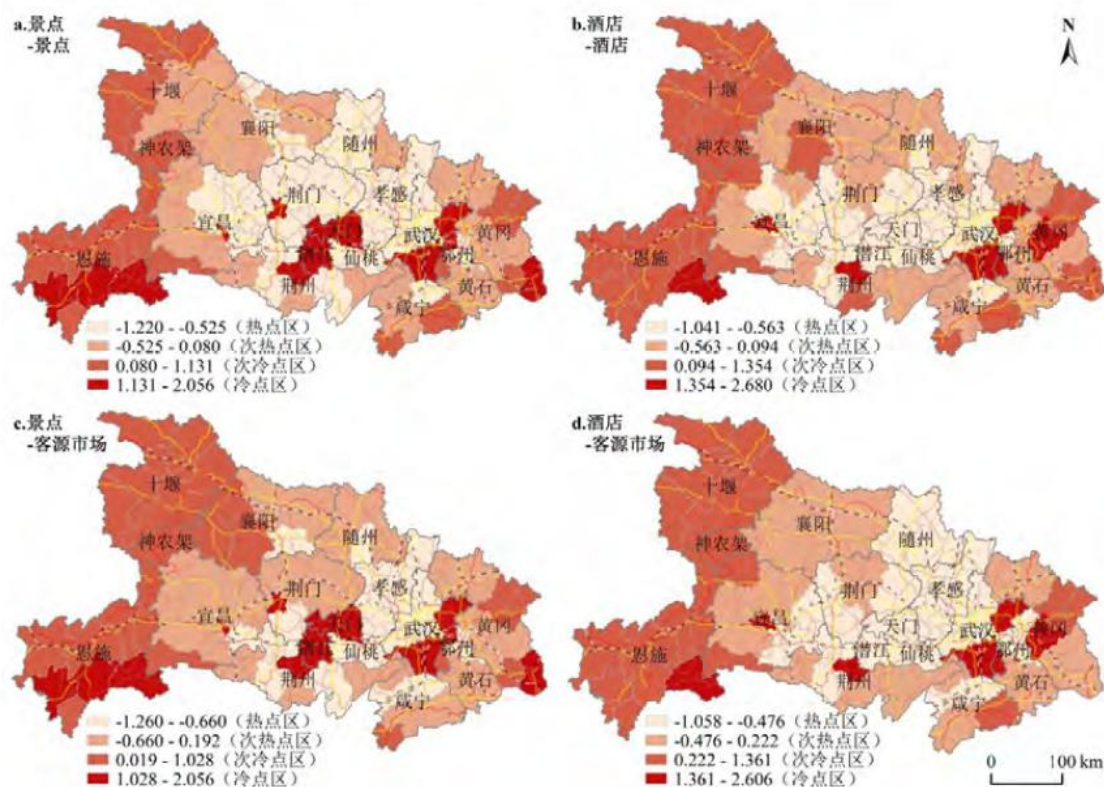 a.景点
-景点
十堰
襄阳
随州
神农架
荆门
孝感
宜昌
武汉
黄冈
恩施
仙桃
鄂州
荆州
黄石
咸宁
-1.220 - -0.525（热点区）
-0.525 - 0.080（次热点区）
0.080 - 1.131（次冷点区）
1.131 - 2.056（冷点区）
b.酒店
-酒店
N
十堰
襄阳
随州
神农架
荆门
孝感
宜昌
武汉
黄冈
天门
恩施
潜江
仙桃
鄂州
荆州
黄石
咸宁
-1.041 - -0.563（热点区）
-0.563 - 0.094（次热点区）
0.094 - 1.354（次冷点区）
1.354 - 2.680（冷点区）
c.景点
-客源市场
十堰
襄阳
随州
神农架
荆门
孝感
宜昌
武汉
黄冈
恩施
仙桃
鄂州
荆州
黄石
咸宁
-1.260 - -0.660（热点区）
-0.660 - 0.192（次热点区）
0.019 - 1.028（次冷点区）
1.028 - 2.056（冷点区）
d.酒店
-客源市场
十堰
襄阳
随州
神农架
荆门
孝感
宜昌
武汉
黄冈
天门
恩施
潜江
仙桃
鄂州
荆州
黄石
咸宁
-1.058 - -0.476（热点区）
-0.476 - 0.222（次热点区）
0.222 - 1.361（次冷点区）
1.361 - 2.606（冷点区）
0 100 km